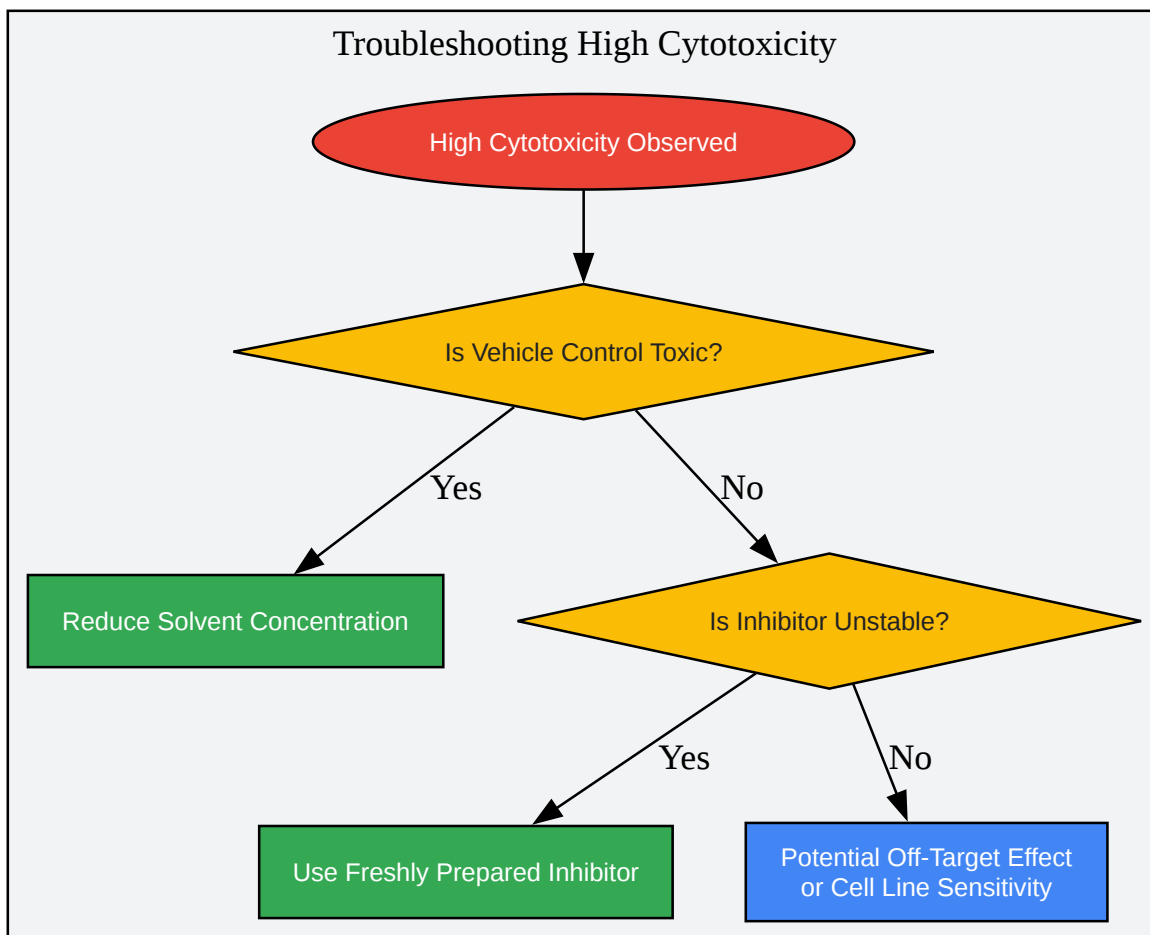 Troubleshooting High Cytotoxicity
High Cytotoxicity Observed
Is Vehicle Control Toxic?
Yes
No
Reduce Solvent Concentration
Is Inhibitor Unstable?
Yes
No
Use Freshly Prepared Inhibitor
Potential Off-Target Effect
or Cell Line Sensitivity